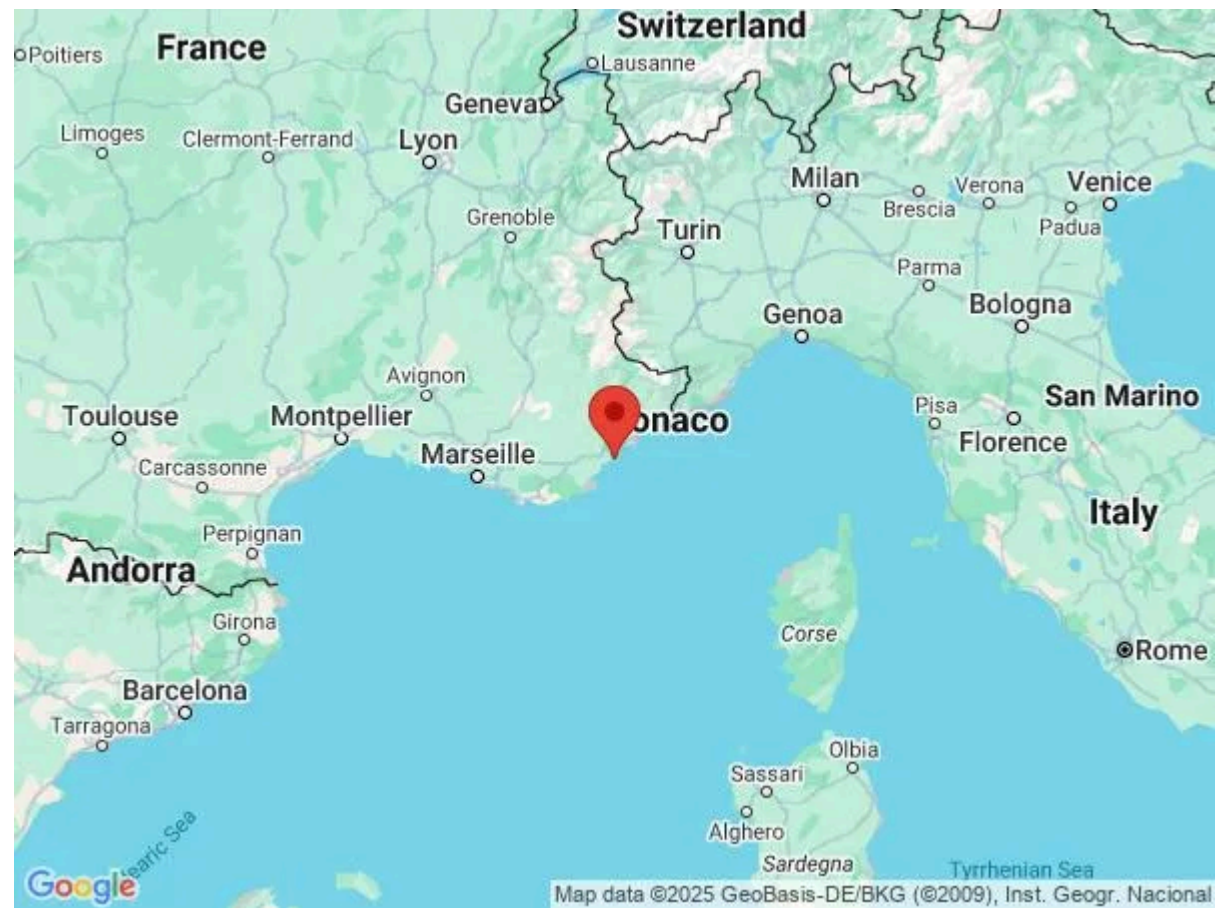 Switzerland
France
Poitiers
Lausanne
Geneva
Limoges
Clermont-Ferrand
Lyon
Milan
Verona
Venice
Brescia
Grenoble
Padua
Turin
Parma
Bologna
Genoa
Avignon
San Marino
Pisa
Toulouse
Montpellier
onaco
Florence
Marseille
Carcassonne
Italy
Perpignan
Andorra
Girona
Corse
Rome
Barcelona
Tarragona
Olbia
Sassari
Alghero
earic Sea
Sardegna
Tyrrhenian Sea
Google
Map data ©2025 GeoBasis-DE/BKG (©2009), Inst. Geogr. Nacional